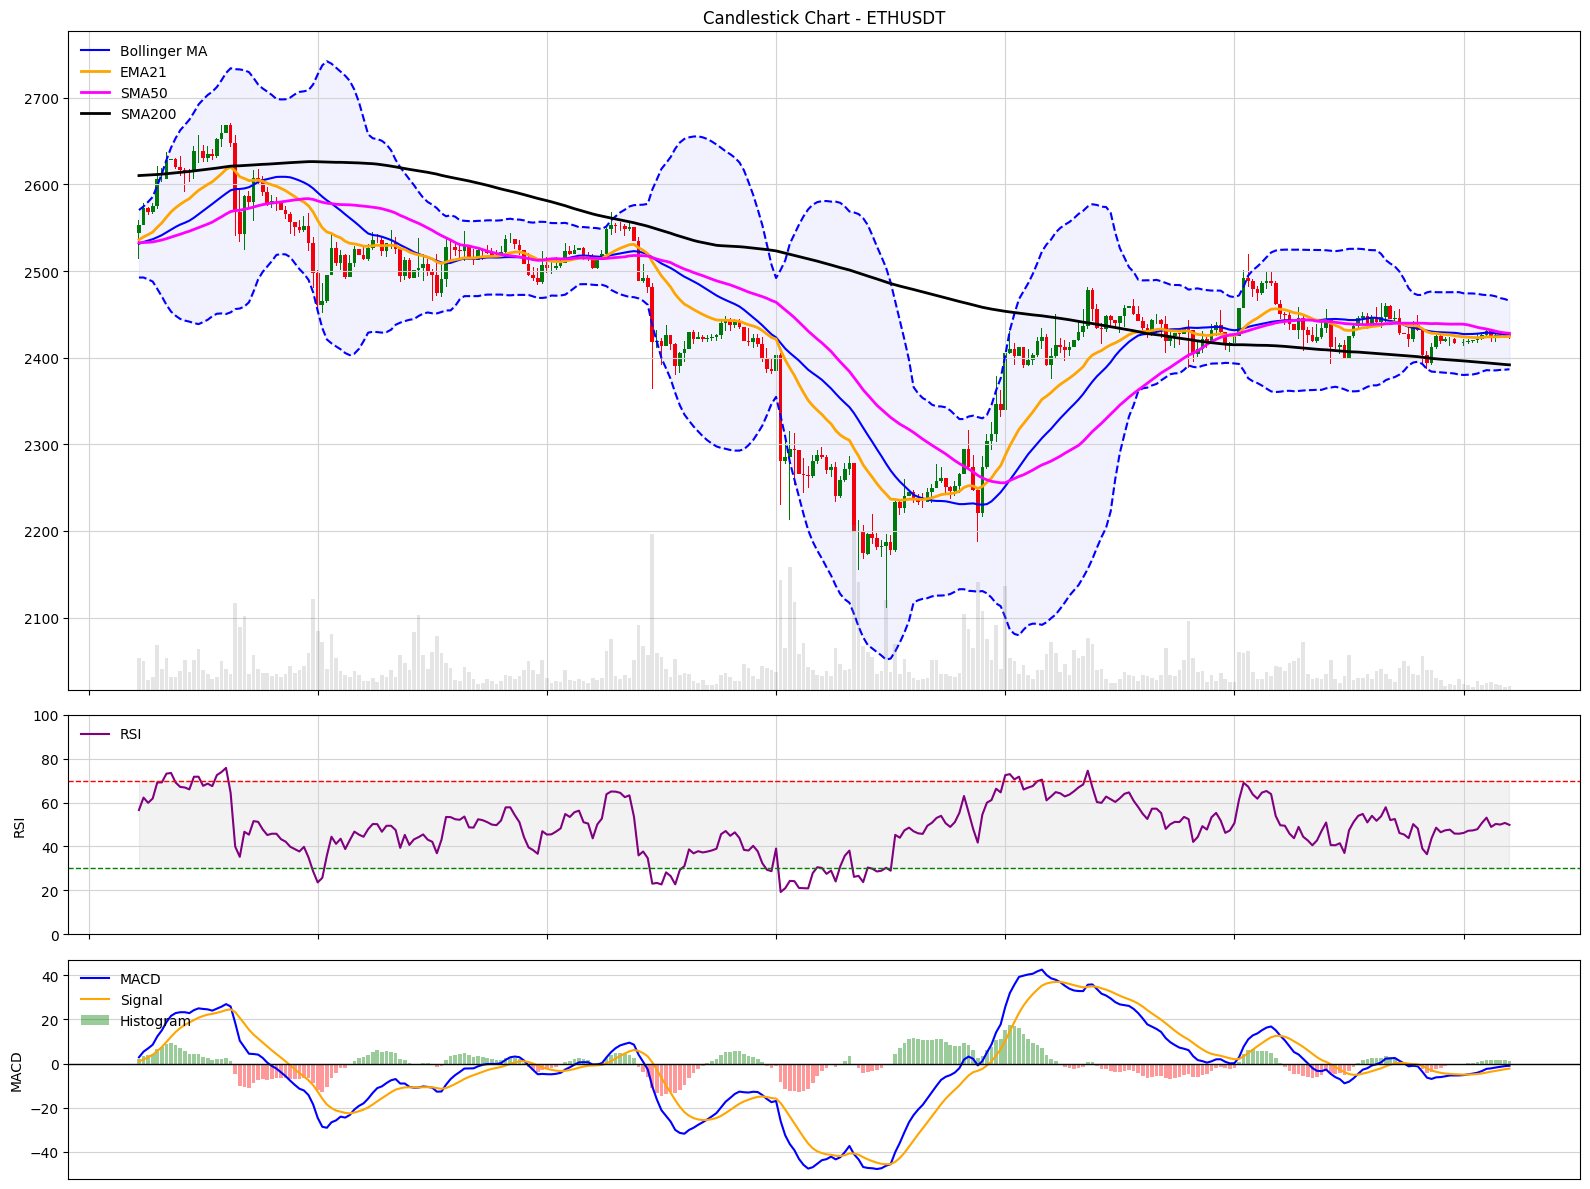 Candlestick Chart - ETHUSDT
Bollinger MA
EMA21
SMA50
SMA200
2700
2600
2500
2400
2300
2200
2100
RSI
100
80
60
40
20
0
RSI
MACD
Signal
Histogram
40
20
0
−20
−40
MACD